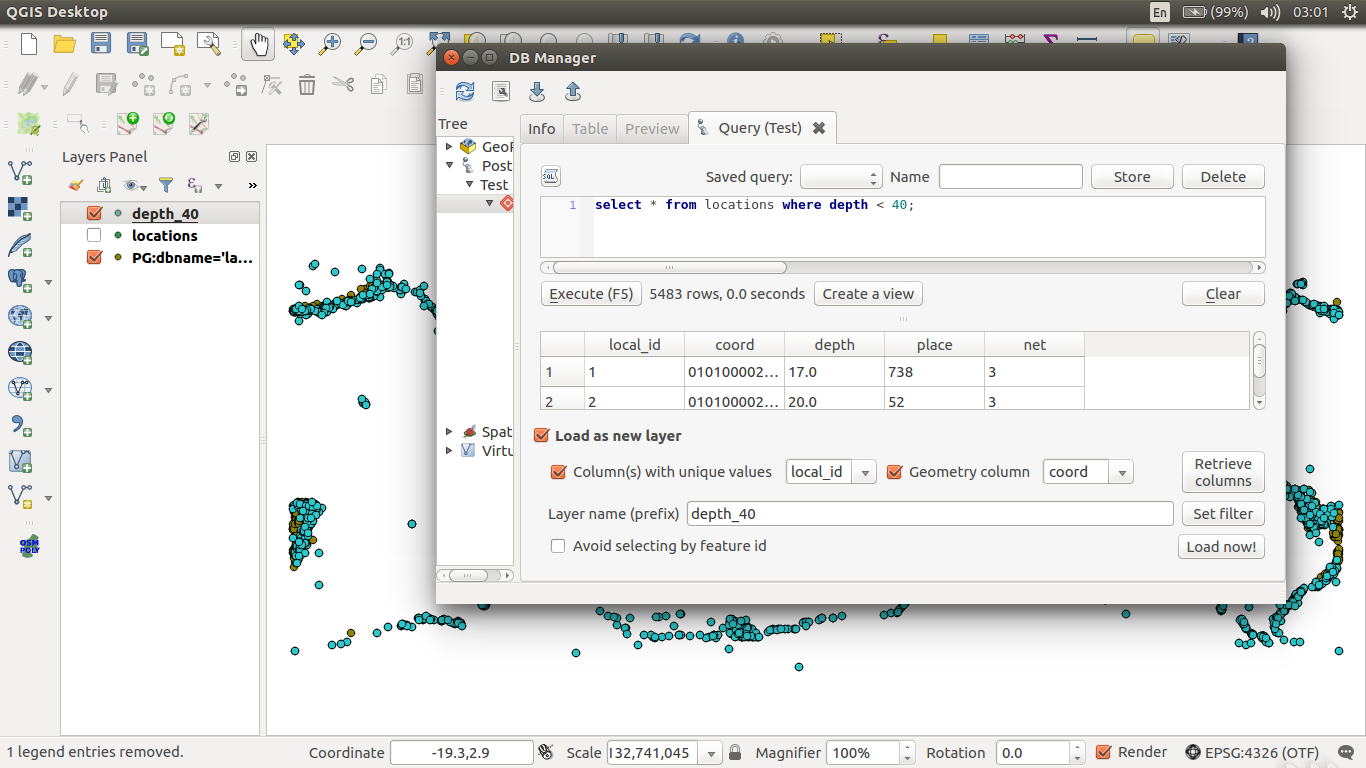 QGIS Desktop
En
(99%)
03:01
DB Manager
Layers Panel
»
depth_40
locations
PG:dbname='la...
OSM
POLY
Tree
GeoP
Post
Test
Spat
Virtu
Info
Table
Preview
Query (Test)
SQL
Saved query:
Name
Store
Delete
1 select * from locations where depth < 40;
Execute (F5)
5483 rows, 0.0 seconds
Create a view
Clear
local_id coord depth place net
1 1 010100002... 17.0 738 3
2 2 010100002... 20.0 52 3
Load as new layer
Column(s) with unique values
local_id
Geometry column
coord
Retrieve
columns
Layer name (prefix)
depth_40
Set filter
Avoid selecting by feature id
Load now!
1 legend entries removed.
Coordinate
-19.3,2.9
Scale
132,741,045
Magnifier
100%
Rotation
0.0
Render
EPSG:4326 (OTF)